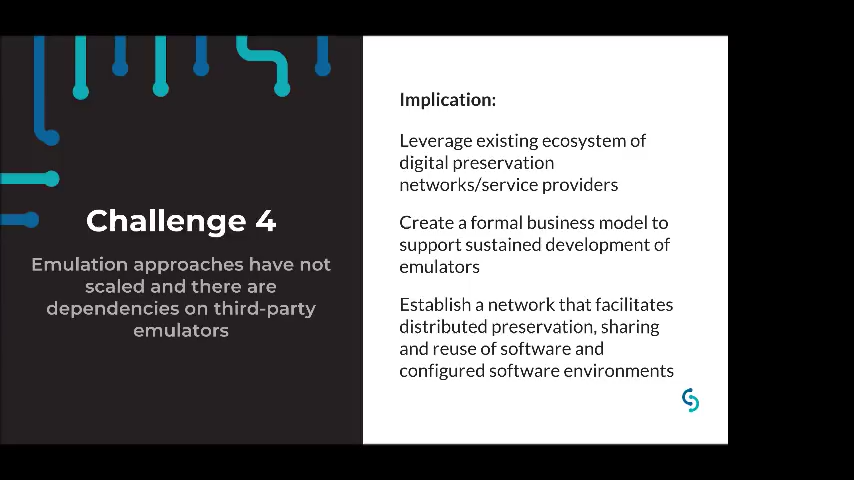 Challenge 4
Emulation approaches have not
scaled and there are
dependencies on third-party
emulators
Implication:
Leverage existing ecosystem of
digital preservation
networks/service providers
Create a formal business model to
support sustained development of
emulators
Establish a network that facilitates
distributed preservation, sharing
and reuse of software and
configured software environments